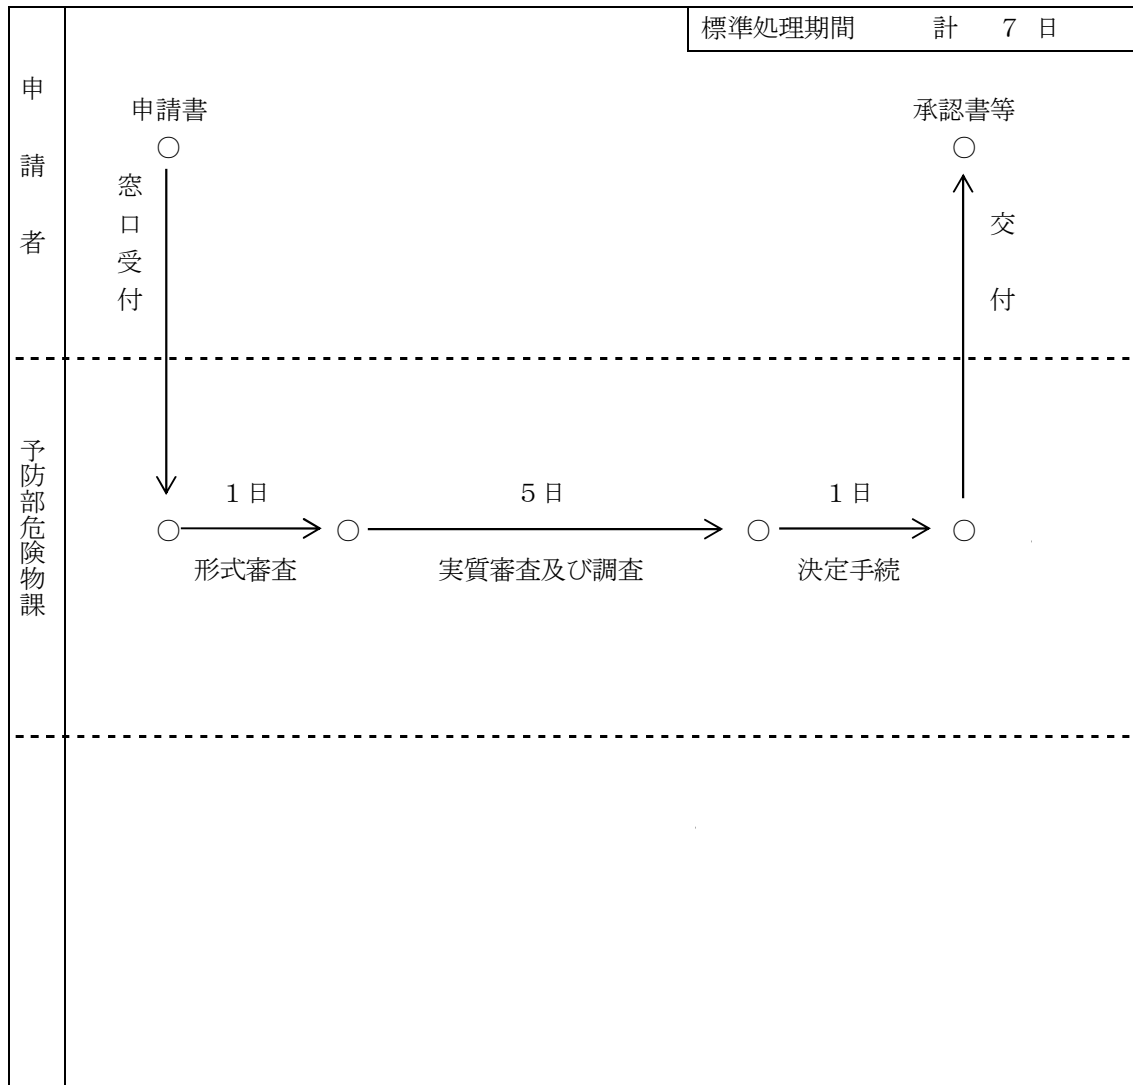 標準処理期間 計 7 日
申請者
申請書
承認書等
窓口受付
交付
予防部危険物課
1日
5日
1日
形式審査
実質審査及び調査
決定手続